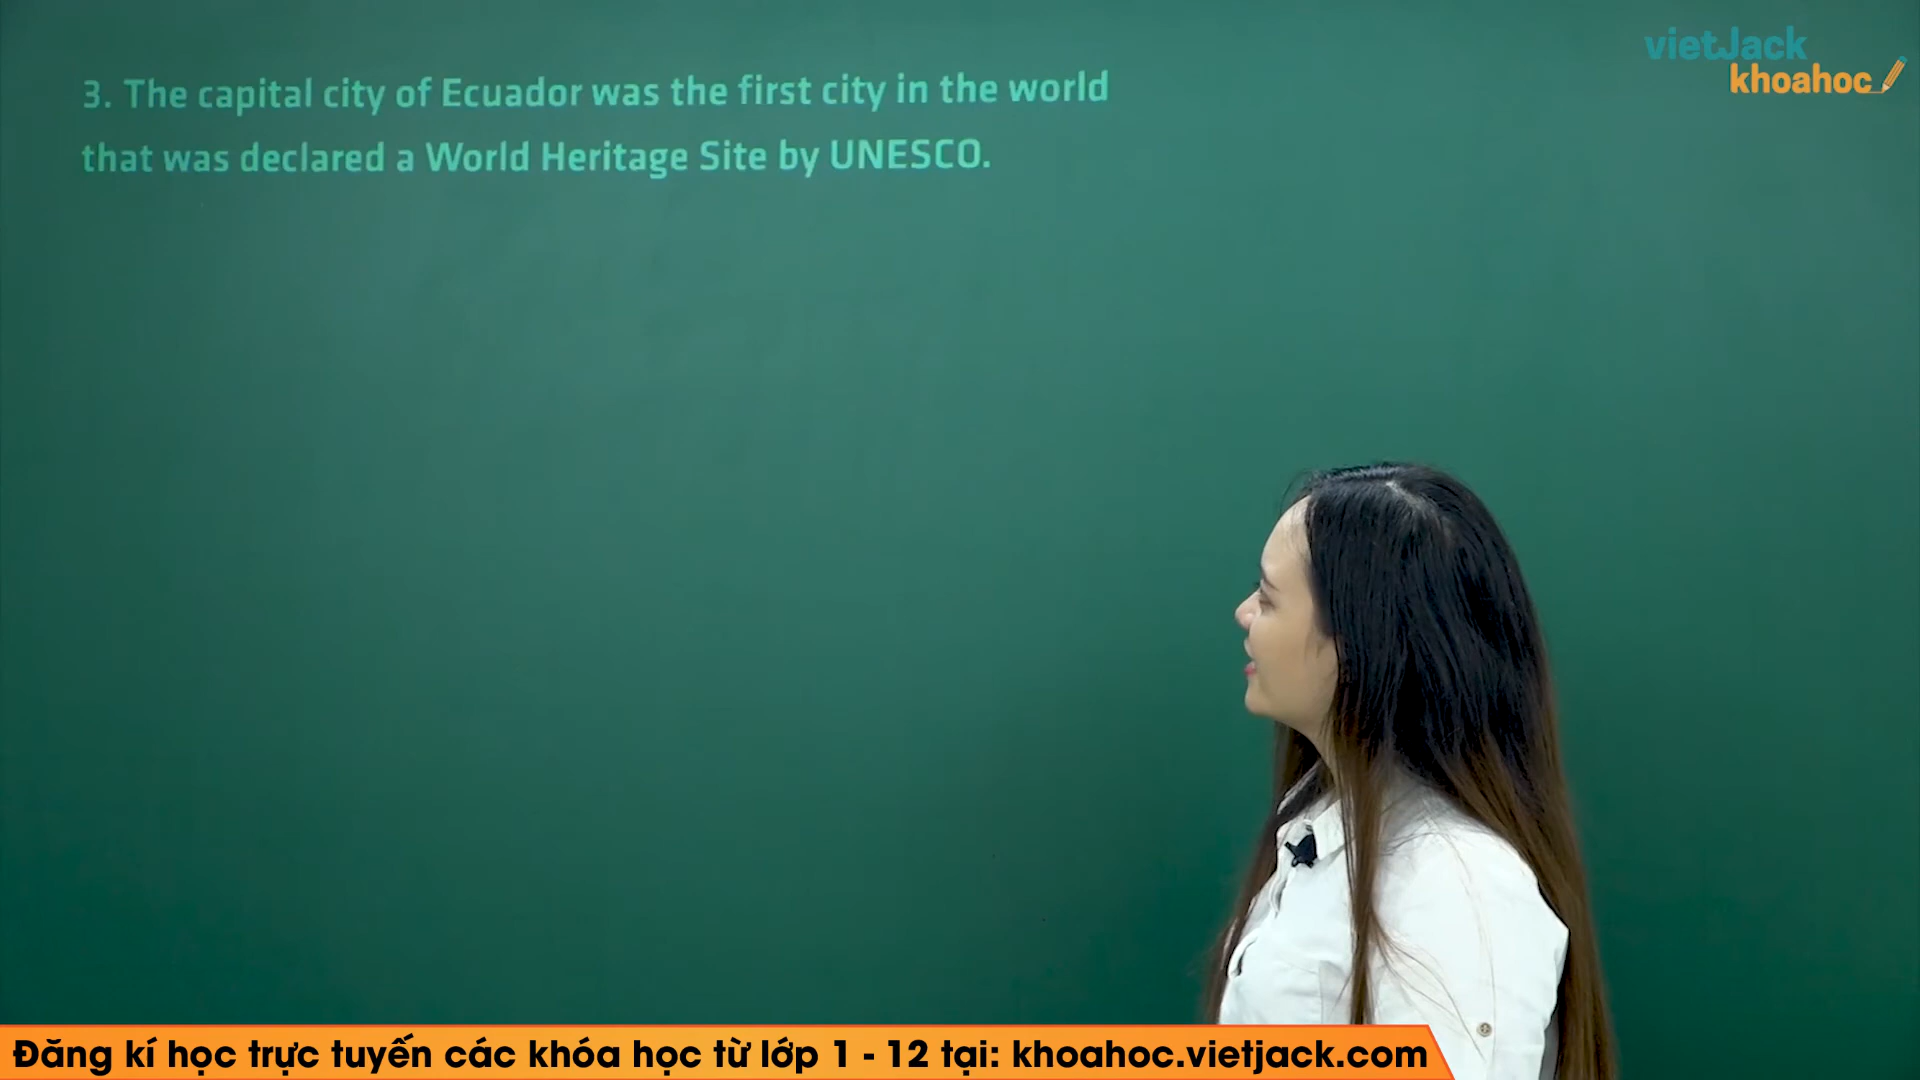 vietJack
khoahoc
3. The capital city of Ecuador was the first city in the world
that was declared a World Heritage Site by UNESCO.
Đăng kí học trực tuyến các khóa học từ lớp 1 - 12 tại: khoahoc.vietjack.com